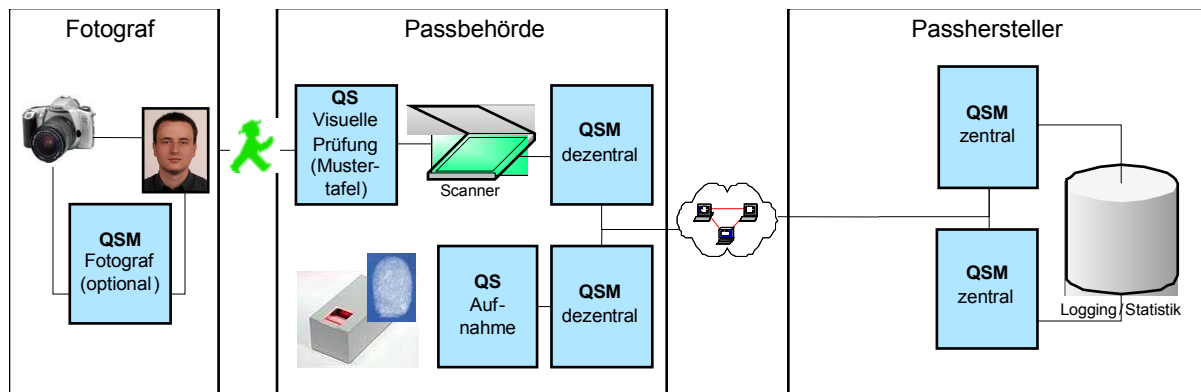 Fotograf
QSM
Fotograf
(optional)
Passbehörde
QS
Visuelle
Prüfung
(Muster-
tafel)
Scanner
QSM
dezentral
QS
Auf-
nahme
QSM
dezentral
Passhersteller
QSM
zentral
QSM
zentral
Logging/Statistik